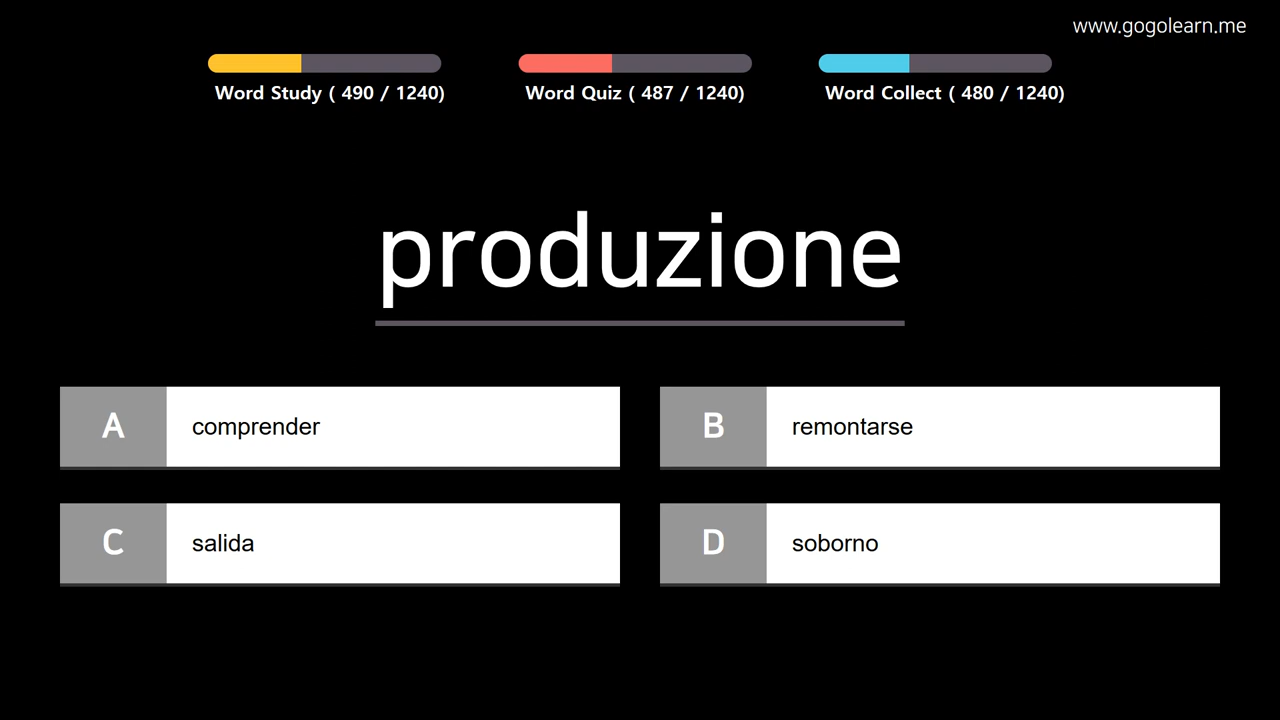 www.gogolearn.me
Word Study ( 490 / 1240)
Word Quiz ( 487 / 1240)
Word Collect ( 480 / 1240)
produzione
A comprender
B remontarse
C salida
D soborno